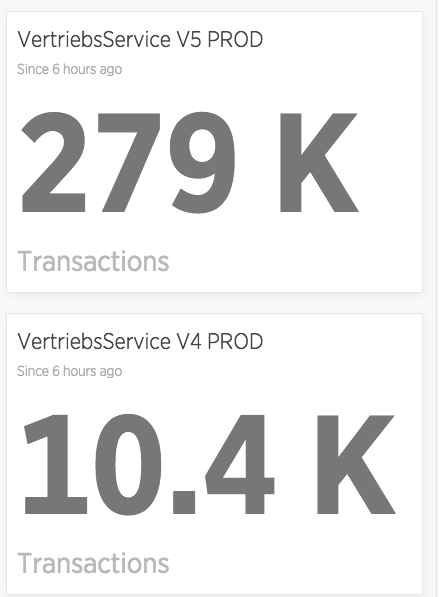 VertriebsService V5 PROD
Since 6 hours ago
279 K
Transactions
VertriebsService V4 PROD
Since 6 hours ago
10.4 K
Transactions